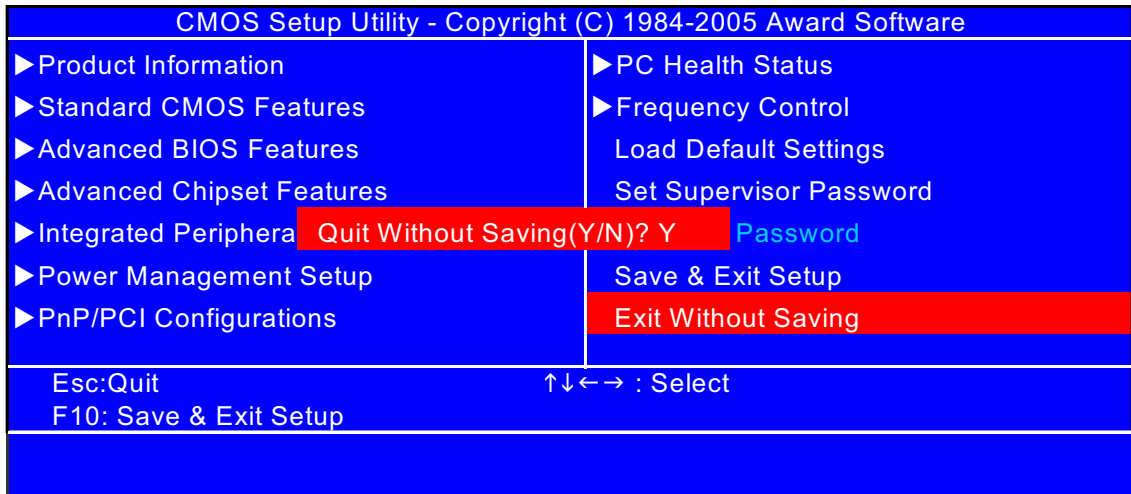 CMOS Setup Utility - Copyright (C) 1984-2005 Award Software
▶Product Information
▶Standard CMOS Features
▶Advanced BIOS Features
▶Advanced Chipset Features
▶Integrated Periphera
▶Power Management Setup
▶PnP/PCI Configurations
▶PC Health Status
▶Frequency Control
Load Default Settings
Set Supervisor Password
Password
Save & Exit Setup
Exit Without Saving
Quit Without Saving(Y/N)? Y
Esc:Quit
↑↓←→ : Select
F10: Save & Exit Setup